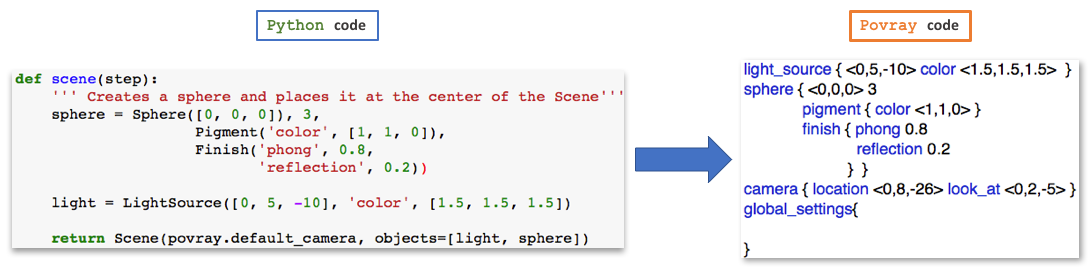 Python code
def scene(step):
''' Creates a sphere and places it at the center of the Scene'''
sphere = Sphere([0, 0, 0]), 3,
Pigment('color', [1, 1, 0]),
Finish('phong', 0.8,
'reflection', 0.2))
light = LightSource([0, 5, -10], 'color', [1.5, 1.5, 1.5])
return Scene(povray.default_camera, objects=[light, sphere])
Povray code
light_source { <0,5,-10> color <1.5,1.5,1.5> }
sphere { <0,0,0> 3
pigment { color <1,1,0> }
finish { phong 0.8
reflection 0.2
} }
camera { location <0,8,-26> look_at <0,2,-5> }
global_settings{
}